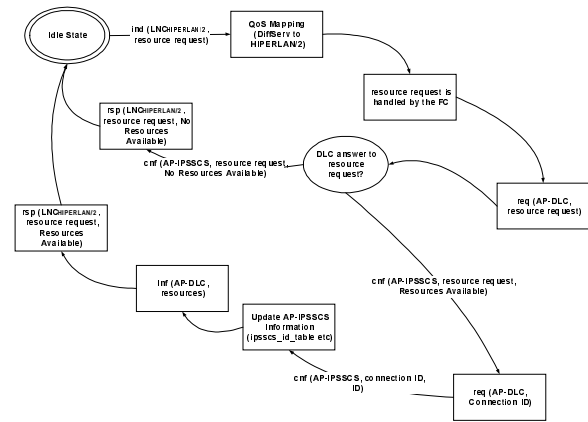 Idle State
ind (LNCHIPERLAN/2,
resource request)
QoS Mapping
(DiffServ to
HIPERLAN/2)
resource request is
handled by the FC
rsp (LNCHIPERLAN/2,
resource request, No
Resources
Available)
cnf (AP-IPSSCS, resource request,
No Resources Available)
DLC answer to
resource
request?
req (AP-DLC,
resource request)
rsp (LNCHIPERLAN/2,
resource request,
Resources
Available)
cnf (AP-IPSSCS, resource request,
Resources Available)
Inf (AP-DLC,
resources)
Update AP-IPSSCS
Information
(ipsscs_id_table etc)
cnf (AP-IPSSCS, connection ID,
ID)
req (AP-DLC,
Connection ID)